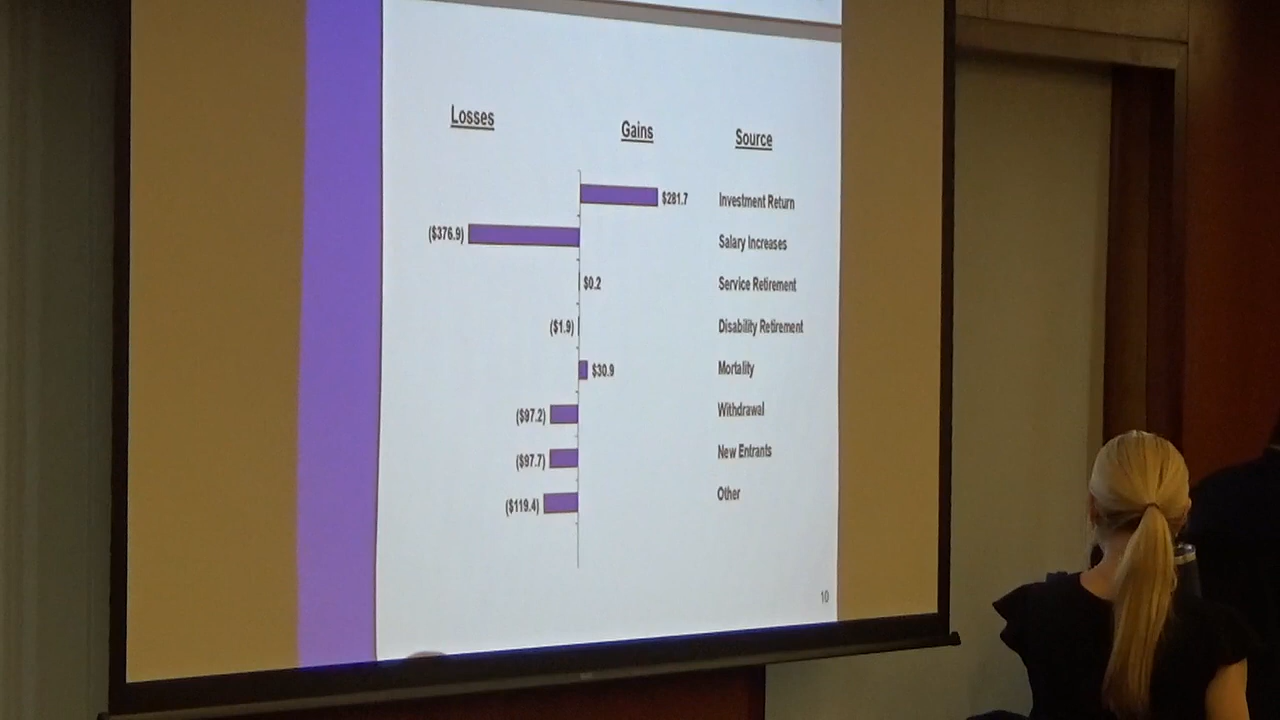 Losses Gains Source
$281.7 Investment Return
($376.9) Salary Increases
$0.2 Service Retirement
($1.9) Disability Retirement
$30.9 Mortality
($97.2) Withdrawal
($97.7) New Entrants
($119.4) Other
10